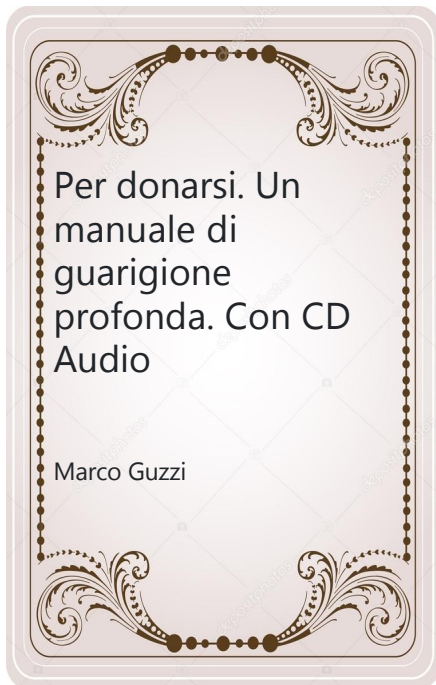 Per donarsi. Un
manuale di
guarigione
profonda. Con CD
Audio
Marco Guzzi